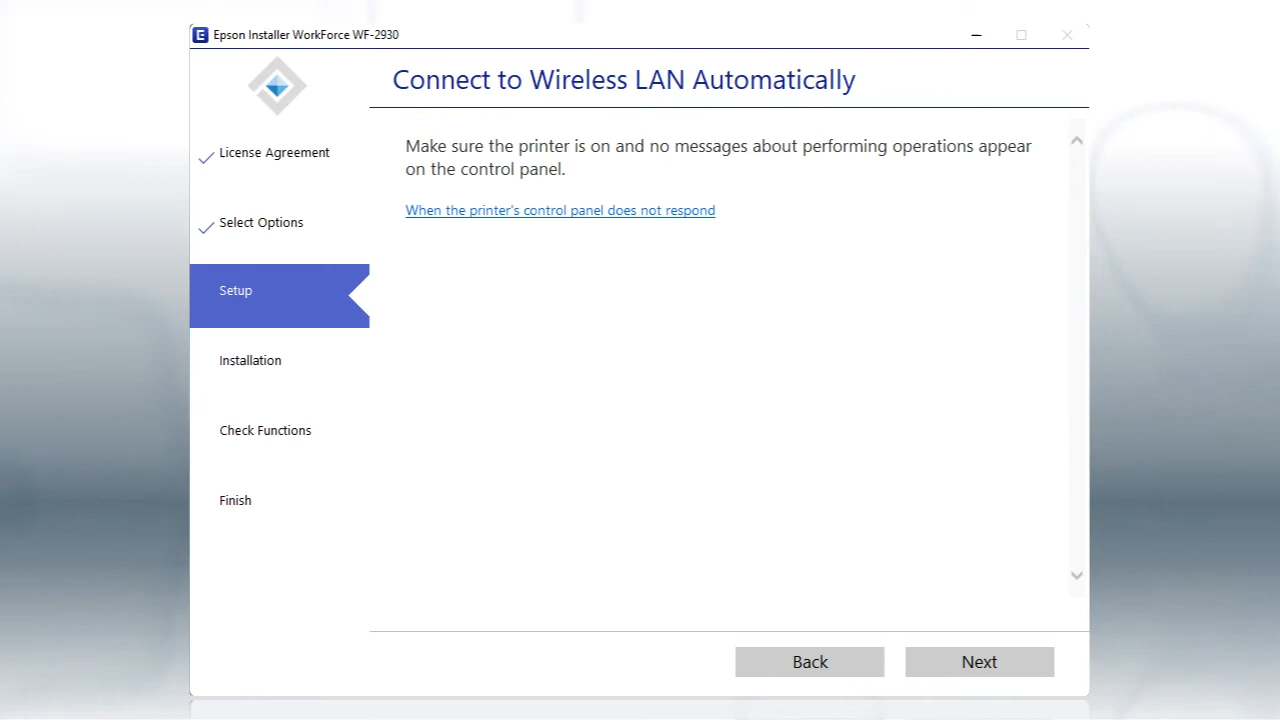 E Epson Installer WorkForce WF-2930
Connect to Wireless LAN Automatically
License Agreement
Select Options
Setup
Installation
Check Functions
Finish
Make sure the printer is on and no messages about performing operations appear
on the control panel.
When the printer's control panel does not respond
Back
Next